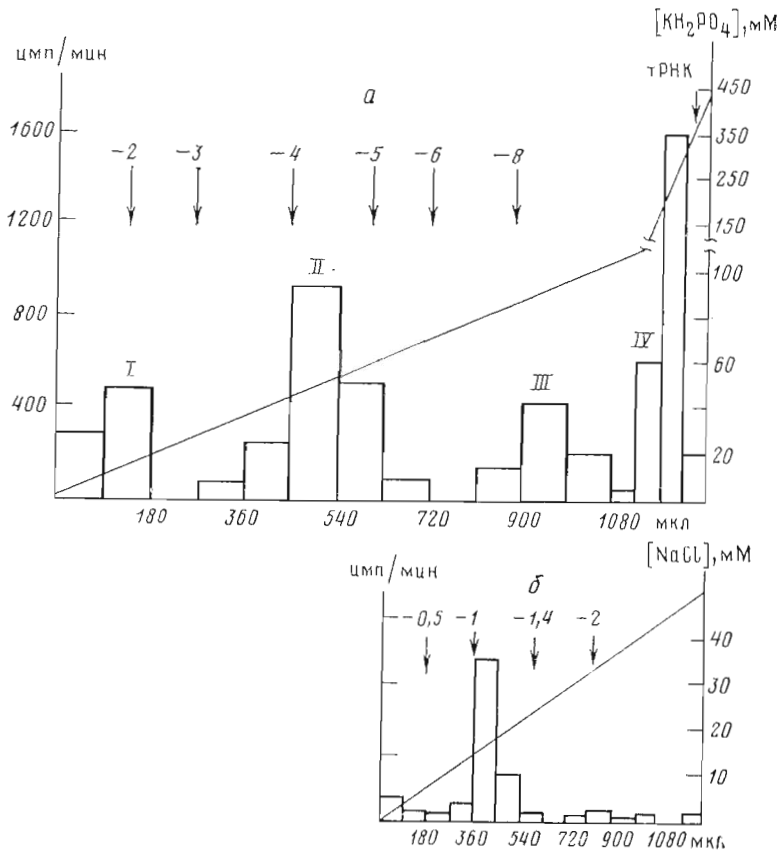 имп/мин
[KH₂PO₄], мМ
тРНК
а
1600
1200
800
400
-2
-3
-4
-5
-6
-8
I
II
III
IV
450
350
250
150
100
60
20
180
360
540
720
900
1080
мкл
имп/мин
б
[NaCl], мМ
-0,5
-1
-1,4
-2
40
30
20
10
180
360
540
720
900
1080
мкл